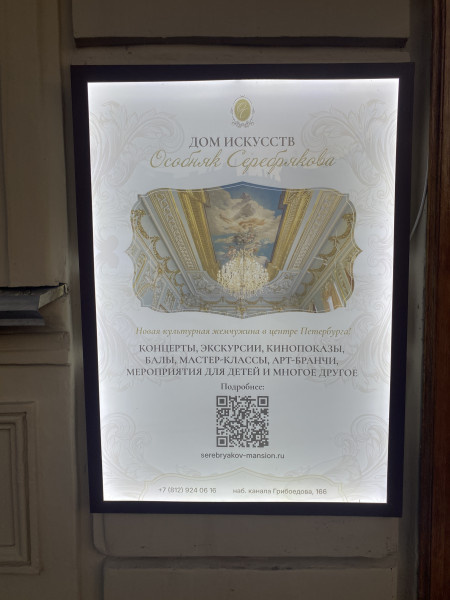 ДОМ ИСКУССТВ
Особняк Серебрякова
Новая культурная жемчужина в центре Петербурга!
КОНЦЕРТЫ, ЭКСКУРСИИ, КИНОПОКАЗЫ,
БАЛЫ, МАСТЕР-КЛАССЫ, АРТ-БРАНЧИ,
МЕРОПРИЯТИЯ ДЛЯ ДЕТЕЙ И МНОГОЕ ДРУГОЕ
Подробнее:
serebryakov-mansion.ru
+7 (812) 924 06 16 наб. канала Грибоедова, 166